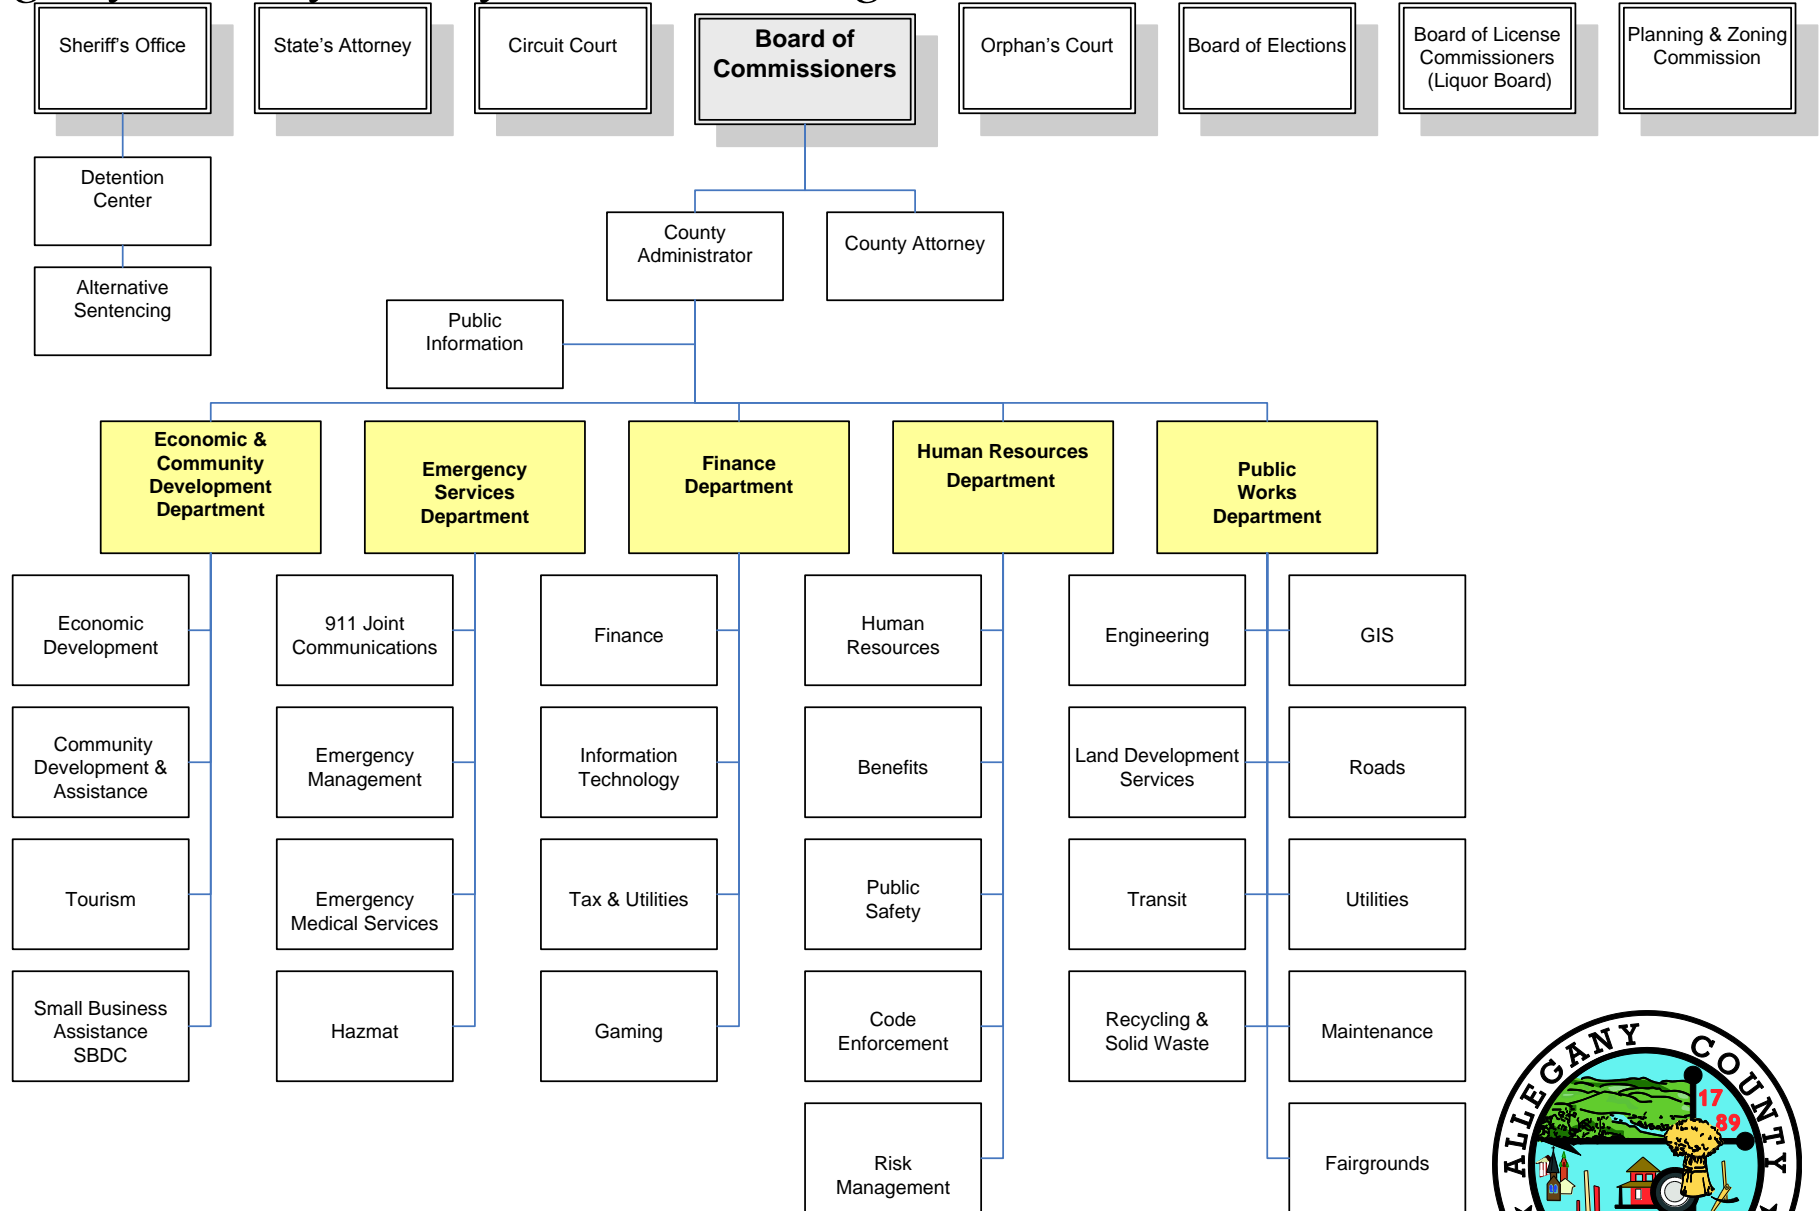 Sheriff's Office
State's Attorney
Circuit Court
Board of
Commissioners
Orphan's Court
Board of Elections
Board of License
Commissioners
(Liquor Board)
Planning & Zoning
Commission
Detention
Center
Alternative
Sentencing
County
Administrator
County Attorney
Public
Information
Economic &
Community
Development
Department
Emergency
Services
Department
Finance
Department
Human Resources
Department
Public
Works
Department
Economic
Development
911 Joint
Communications
Finance
Human
Resources
Engineering
GIS
Community
Development &
Assistance
Emergency
Management
Information
Technology
Benefits
Land Development
Services
Roads
Tourism
Emergency
Medical Services
Tax & Utilities
Public
Safety
Transit
Utilities
Small Business
Assistance
SBDC
Hazmat
Gaming
Code
Enforcement
Recycling &
Solid Waste
Maintenance
Risk
Management
Fairgrounds
ALLEGANY COUNTY
17
89